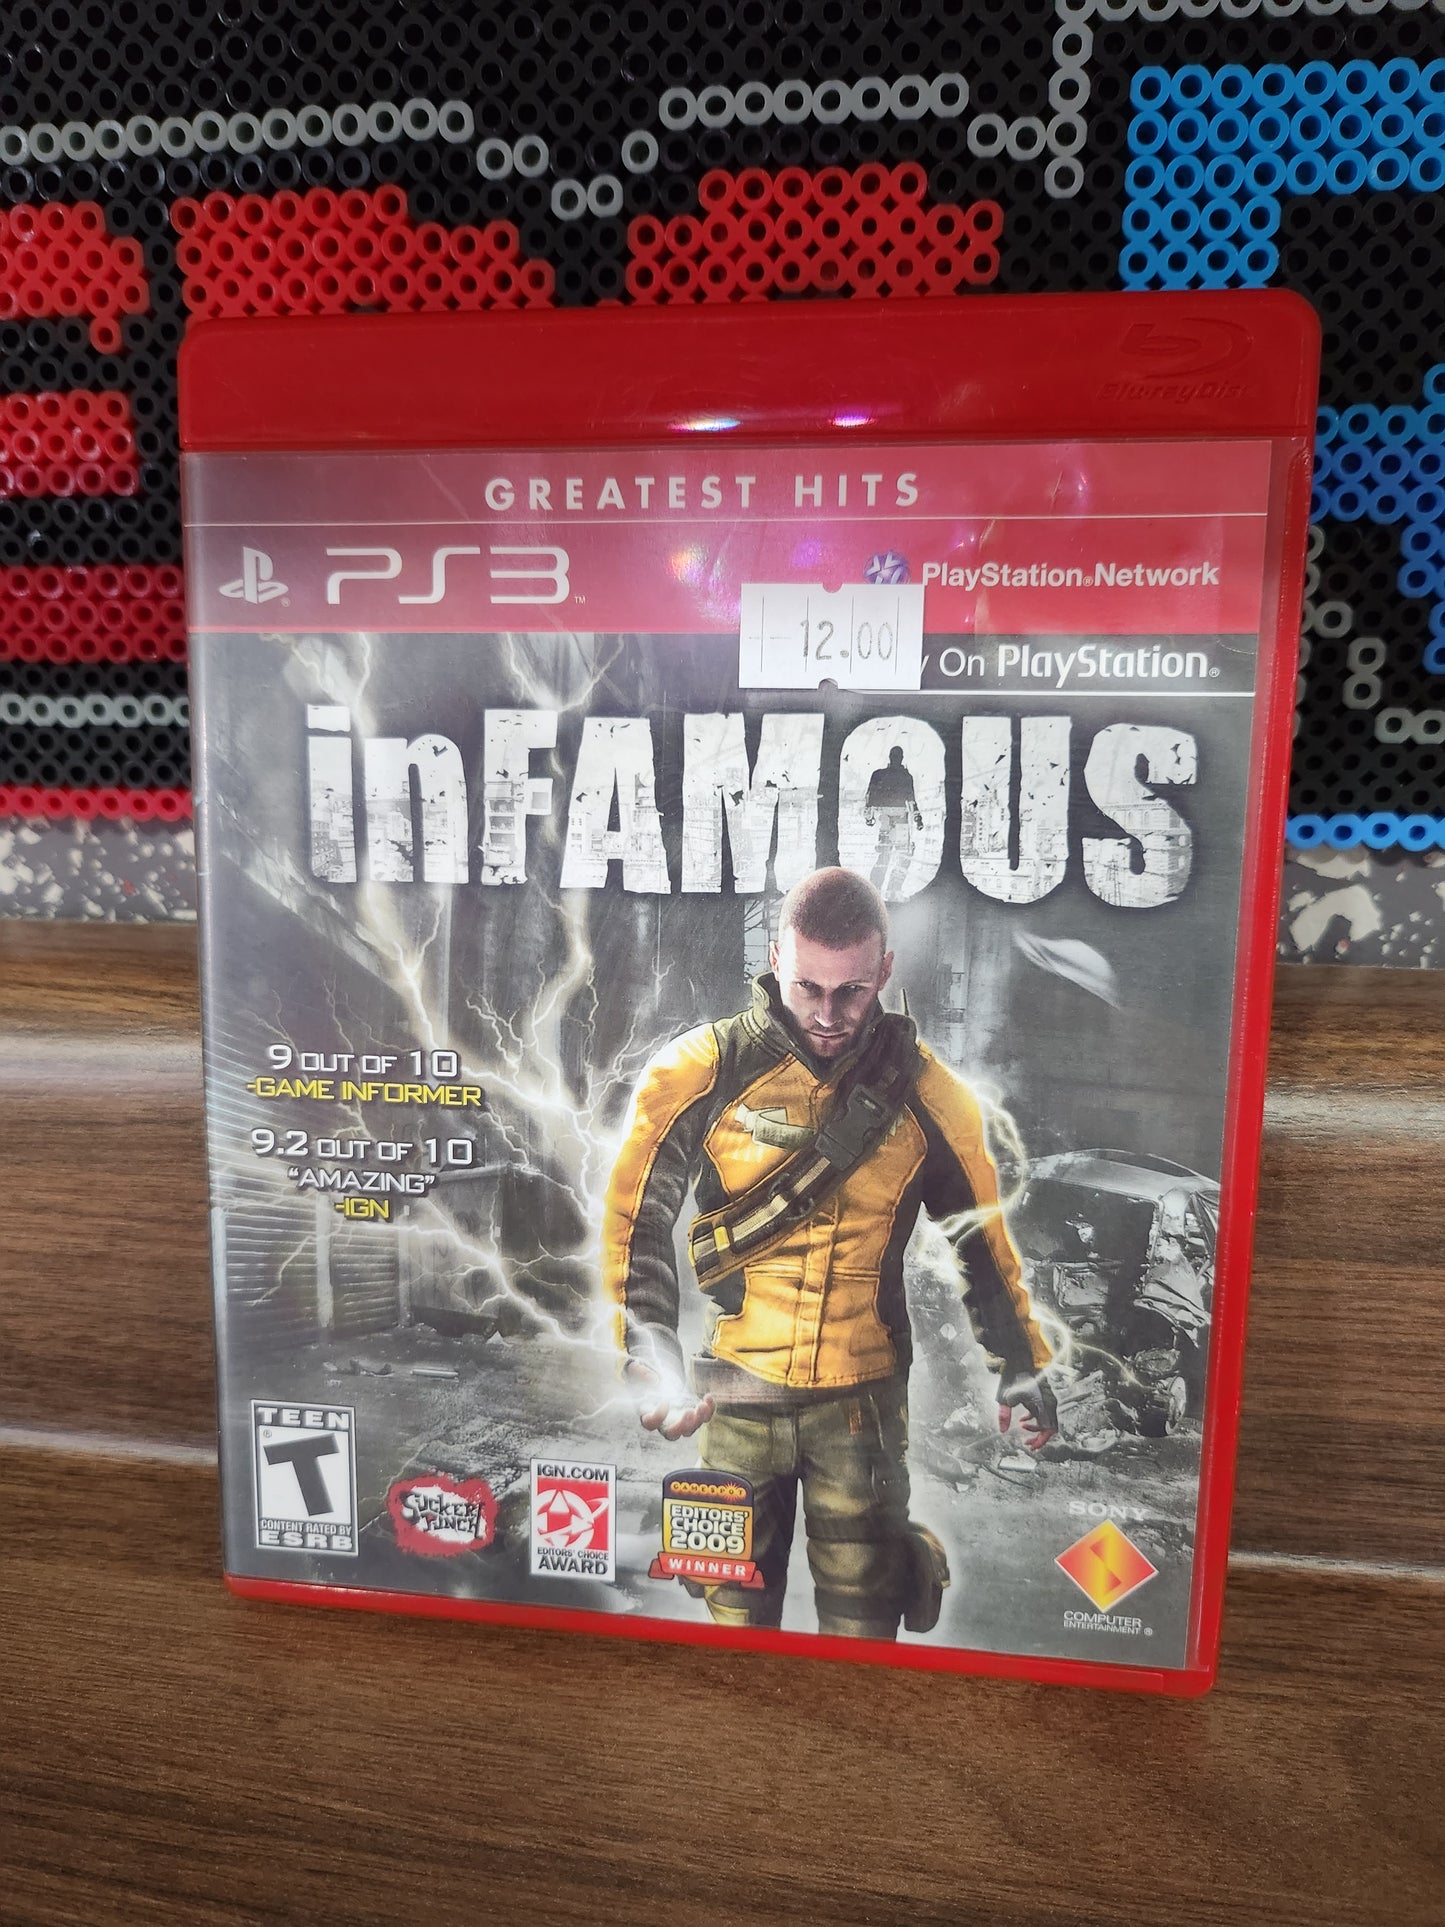 Blu-ray Disc
GREATEST HITS
PS3™
PlayStation®Network
12.00
On PlayStation®
inFAMOUS
9 OUT OF 10
-GAME INFORMER
9.2 OUT OF 10
"AMAZING"
-IGN
TEEN
T
®
CONTENT RATED BY
ESRB
SUCKER
PUNCH
IGN.COM
EDITORS' CHOICE
AWARD
GAMESPOT
EDITORS'
CHOICE
2009
WINNER
SONY
COMPUTER
ENTERTAINMENT®